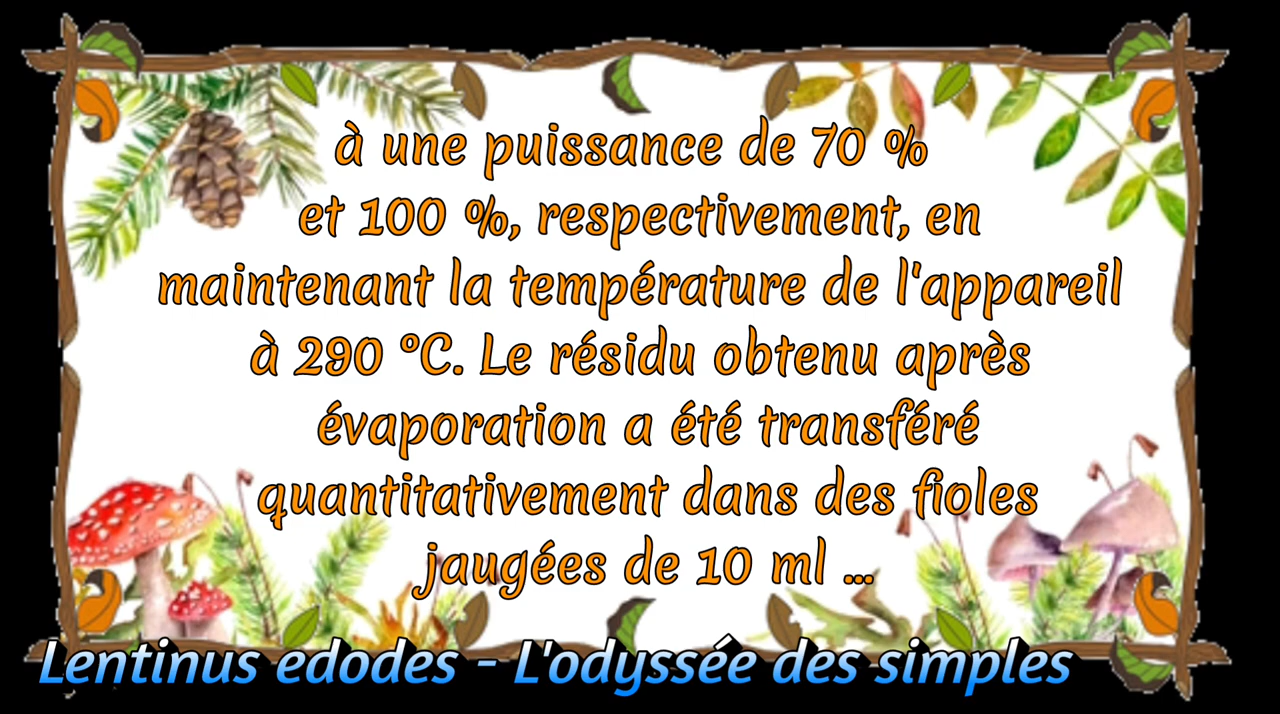 à une puissance de 70 %
et 100 %, respectivement, en
maintenant la température de l'appareil
à 290 °C. Le résidu obtenu après
évaporation a été transféré
quantitativement dans des fioles
jaugées de 10 ml ...
Lentinus edodes - L'odyssée des simples